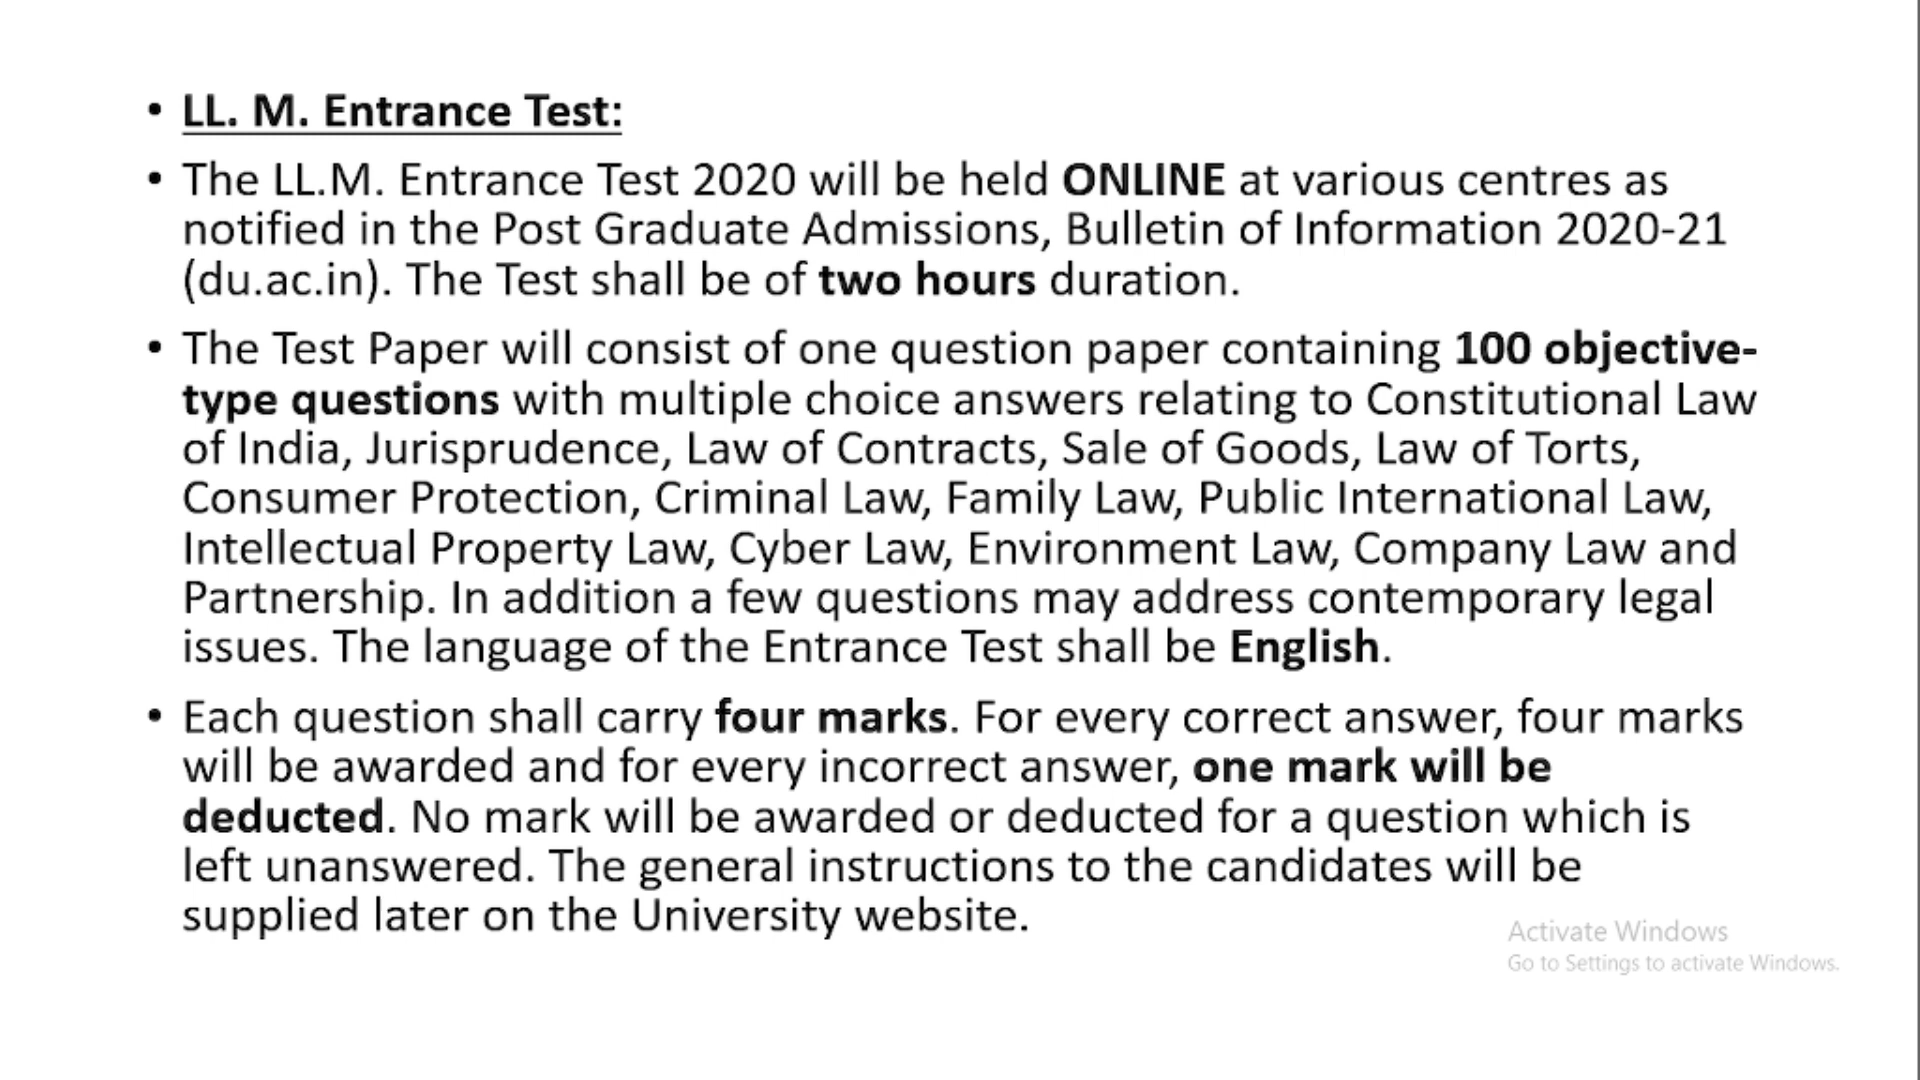 • LL. M. Entrance Test:
• The LL.M. Entrance Test 2020 will be held ONLINE at various centres as
notified in the Post Graduate Admissions, Bulletin of Information 2020-21
(du.ac.in). The Test shall be of two hours duration.
• The Test Paper will consist of one question paper containing 100 objective-
type questions with multiple choice answers relating to Constitutional Law
of India, Jurisprudence, Law of Contracts, Sale of Goods, Law of Torts,
Consumer Protection, Criminal Law, Family Law, Public International Law,
Intellectual Property Law, Cyber Law, Environment Law, Company Law and
Partnership. In addition a few questions may address contemporary legal
issues. The language of the Entrance Test shall be English.
• Each question shall carry four marks. For every correct answer, four marks
will be awarded and for every incorrect answer, one mark will be
deducted. No mark will be awarded or deducted for a question which is
left unanswered. The general instructions to the candidates will be
supplied later on the University website.
Activate Windows
Go to Settings to activate Windows.